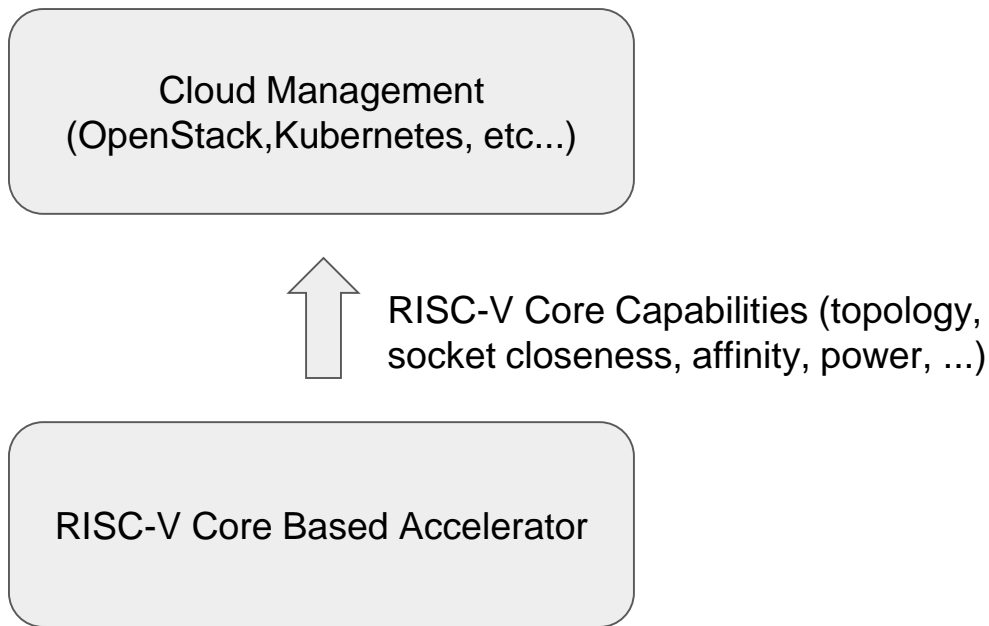 Cloud Management
(OpenStack,Kubernetes, etc...)
RISC-V Core Capabilities (topology,
socket closeness, affinity, power, ...)
RISC-V Core Based Accelerator